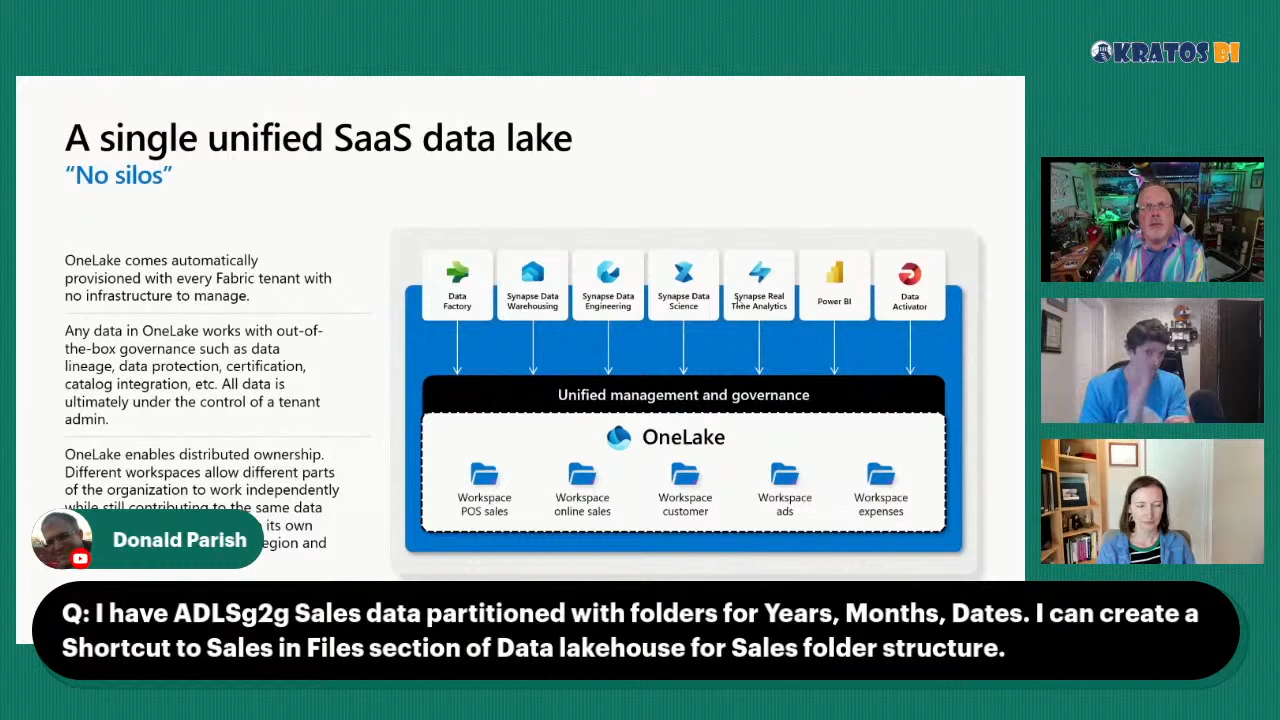 KRATOS BI
A single unified SaaS data lake
“No silos”
OneLake comes automatically
provisioned with every Fabric tenant with
no infrastructure to manage.
Any data in OneLake works with out-of-
the-box governance such as data
lineage, data protection, certification,
catalog integration, etc. All data is
ultimately under the control of a tenant
admin.
OneLake enables distributed ownership.
Different workspaces allow different parts
of the organization to work independently
while still contributing to the same data
its own
egion and
Data
Factory
Synapse Data
Warehousing
Synapse Data
Engineering
Synapse Data
Science
Synapse Real
Time Analytics
Power BI
Data
Activator
Unified management and governance
OneLake
Workspace
POS sales
Workspace
online sales
Workspace
customer
Workspace
ads
Workspace
expenses
Donald Parish
Q: I have ADLSg2g Sales data partitioned with folders for Years, Months, Dates. I can create a
Shortcut to Sales in Files section of Data lakehouse for Sales folder structure.